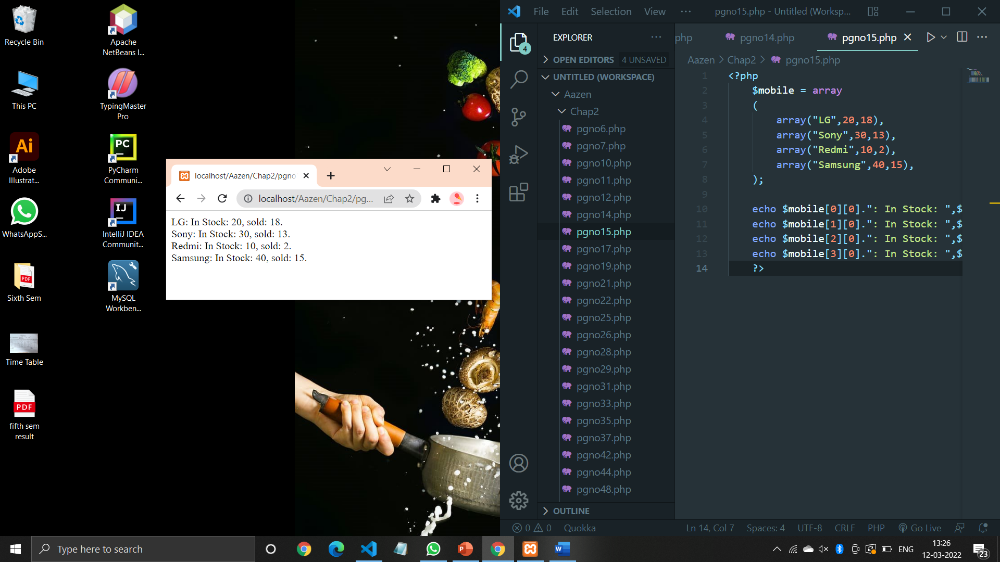 Recycle Bin
Apache
NetBeans I...
This PC
TypingMaster
Pro
Ai
Adobe
Illustrat...
PC
PyCharm
Communi...
WhatsAppS...
IJ
IntelliJ IDEA
Communit...
PDF
Sixth Sem
MySQL
Workben...
Time Table
PDF
fifth sem
result
localhost/Aazen/Chap2/pgno
localhost/Aazen/Chap2/pg...
LG: In Stock: 20, sold: 18.
Sony: In Stock: 30, sold: 13.
Redmi: In Stock: 10, sold: 2.
Samsung: In Stock: 40, sold: 15.
File Edit Selection View ··· pgno15.php - Untitled (Worksp...
EXPLORER ···
4
php pgno14.php pgno15.php ···
OPEN EDITORS 4 UNSAVED
UNTITLED (WORKSPACE)
Aazen
Chap2
pgno6.php
pgno7.php
pgno10.php
pgno11.php
pgno12.php
pgno14.php
pgno15.php
pgno17.php
pgno19.php
pgno21.php
pgno22.php
pgno25.php
pgno26.php
pgno28.php
pgno29.php
pgno31.php
pgno33.php
pgno35.php
pgno37.php
pgno42.php
pgno44.php
pgno48.php
OUTLINE
Aazen > Chap2 > pgno15.php
1 <?php
2 $mobile = array
3 (
4 array("LG",20,18),
5 array("Sony",30,13),
6 array("Redmi",10,2),
7 array("Samsung",40,15),
8 );
9
10 echo $mobile[0][0].": In Stock: ",$
11 echo $mobile[1][0].": In Stock: ",$
12 echo $mobile[2][0].": In Stock: ",$
13 echo $mobile[3][0].": In Stock: ",$
14 ?>
0 0 Quokka Ln 14, Col 7 Spaces: 4 UTF-8 CRLF PHP Go Live
Type here to search
P
W
ENG
13:26
12-03-2022
23